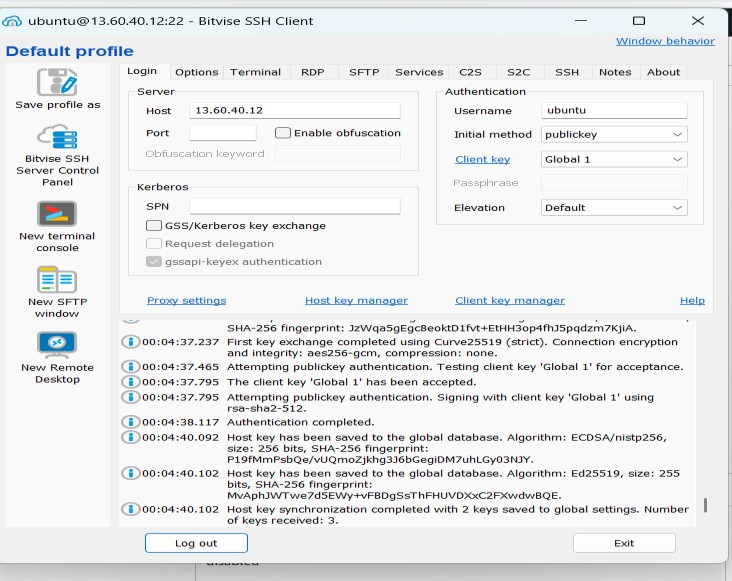 ubuntu@13.60.40.12:22 - Bitvise SSH Client
Default profile
Window behavior
Save profile as
Bitvise SSH
Server Control
Panel
New terminal
console
New SFTP
window
New Remote
Desktop
Login Options Terminal RDP SFTP Services C2S S2C SSH Notes About
Server
Host 13.60.40.12
Port Enable obfuscation
Obfuscation keyword
Kerberos
SPN
GSS/Kerberos key exchange
Request delegation
gssapi-keyex authentication
Authentication
Username ubuntu
Initial method publickey
Client key Global 1
Passphrase
Elevation Default
Proxy settings Host key manager Client key manager Help
SHA-256 fingerprint: JzWqa5gEgc8eoktD1fvt+EtHH3op4fhJ5pqdzm7KjiA.
00:04:37.237 First key exchange completed using Curve25519 (strict). Connection encryption
and integrity: aes256-gcm, compression: none.
00:04:37.465 Attempting publickey authentication. Testing client key 'Global 1' for acceptance.
00:04:37.795 The client key 'Global 1' has been accepted.
00:04:37.795 Attempting publickey authentication. Signing with client key 'Global 1' using
rsa-sha2-512.
00:04:38.117 Authentication completed.
00:04:40.092 Host key has been saved to the global database. Algorithm: ECDSA/nistp256,
size: 256 bits, SHA-256 fingerprint:
P19fMmPsbQe/vUQmoZjkhg3J6bGegiDM7uhLGy03NJY.
00:04:40.102 Host key has been saved to the global database. Algorithm: Ed25519, size: 255
bits, SHA-256 fingerprint:
MvAphJWTwe7d5EWy+vFBDgSsThFHUVDXxC2FXwdwBQE.
00:04:40.102 Host key synchronization completed with 2 keys saved to global settings. Number
of keys received: 3.
Log out Exit